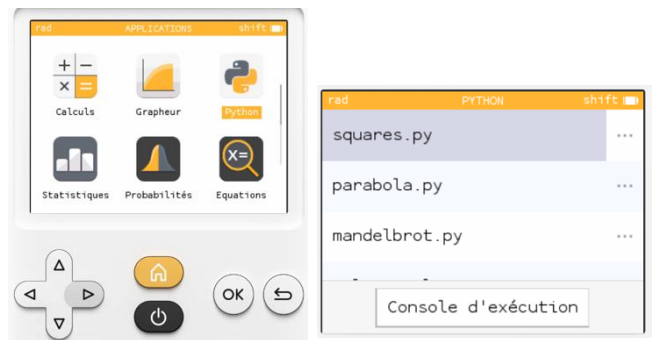 rad APPLICATIONS shift
Calculs Grapheur Python
Statistiques Probabilités Equations
OK
rad PYTHON shift
squares.py ...
parabola.py ...
mandelbrot.py ...
Console d'exécution